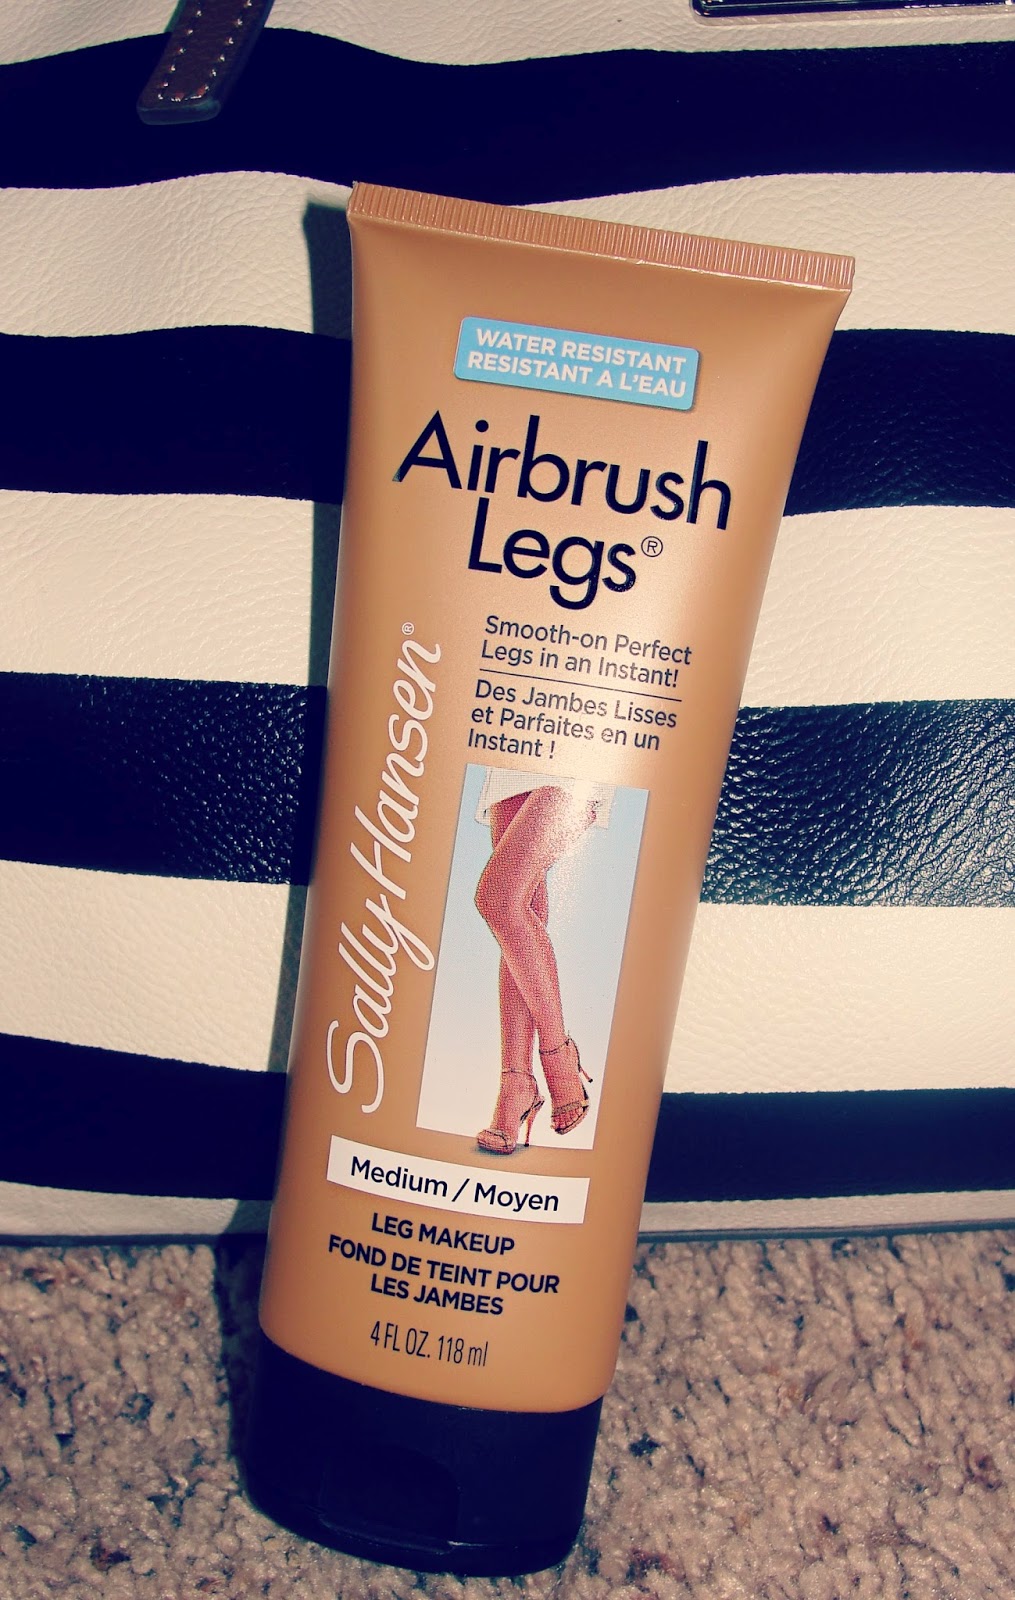 WATER RESISTANT
RESISTANT A L'EAU
Airbrush
Legs®
Smooth-on Perfect
Legs in an Instant!
Des Jambes Lisses
et Parfaites en un
Instant !
Sally Hansen®
Medium / Moyen
LEG MAKEUP
FOND DE TEINT POUR
LES JAMBES
4 FL OZ. 118 ml